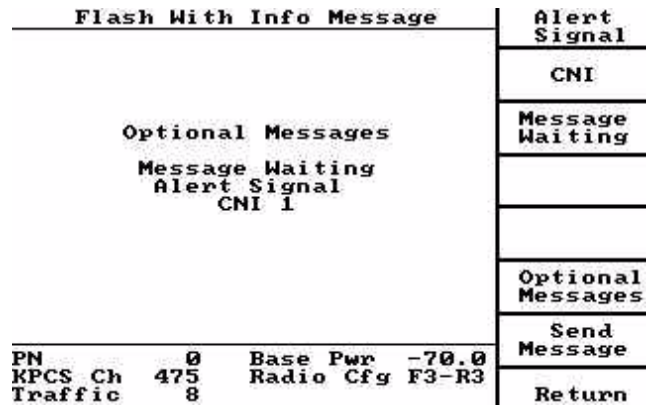 Flash With Info Message
Optional Messages
Message Waiting
Alert Signal
CNI 1
PN 0 Base Pwr -70.0
KPCS Ch 475 Radio Cfg F3-R3
Traffic 8
Alert
Signal
CNI
Message
Waiting
Optional
Messages
Send
Message
Return